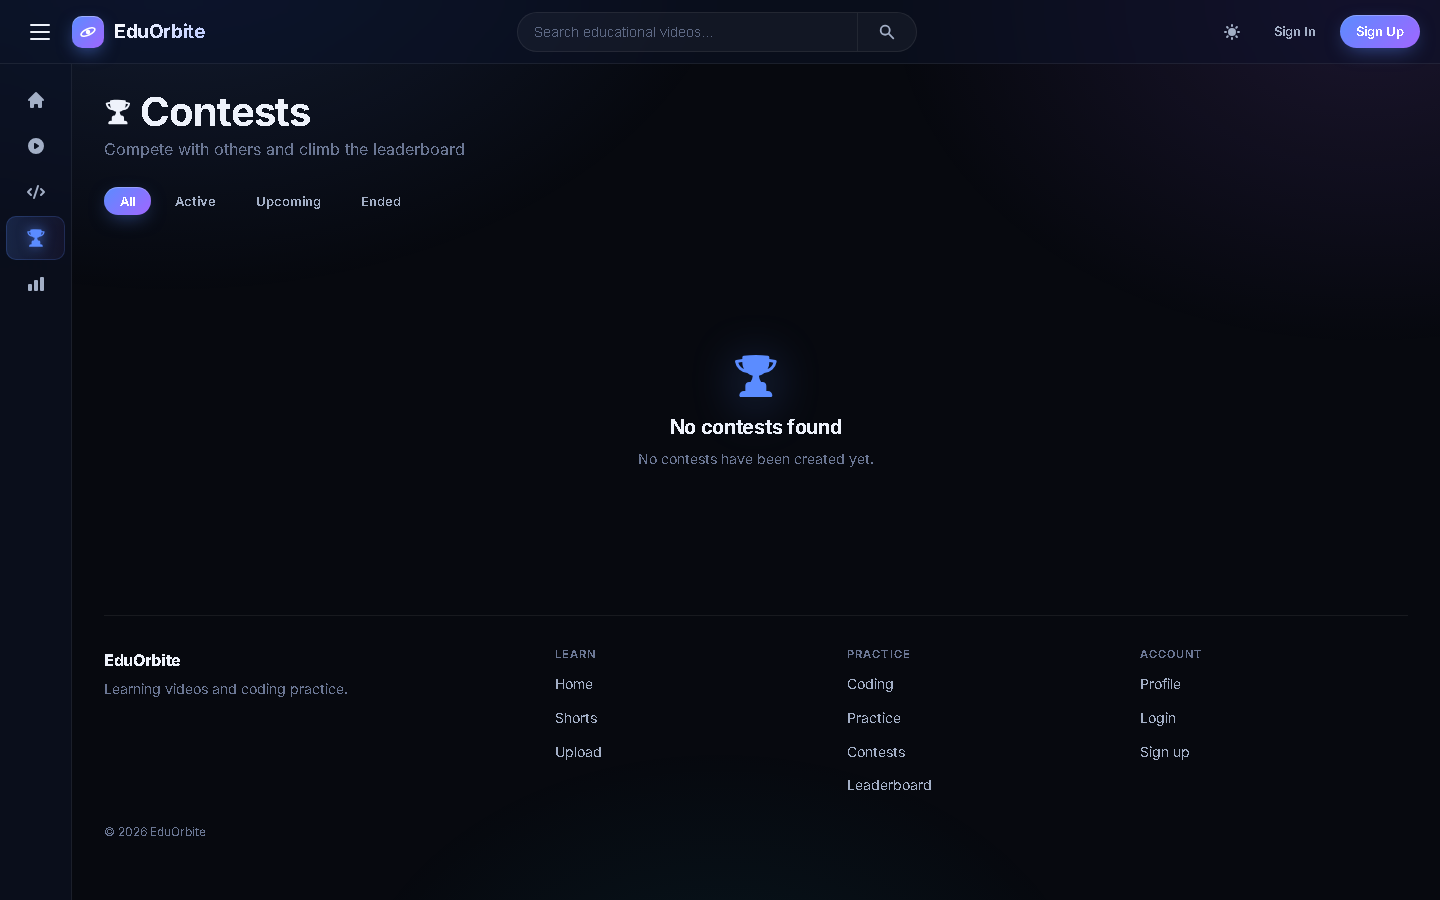 EduOrbite
Search educational videos...
Sign In
Sign Up
Contests
Compete with others and climb the leaderboard
All
Active
Upcoming
Ended
No contests found
No contests have been created yet.
EduOrbite
Learning videos and coding practice.
LEARN
Home
Shorts
Upload
PRACTICE
Coding
Practice
Contests
Leaderboard
ACCOUNT
Profile
Login
Sign up
© 2026 EduOrbite